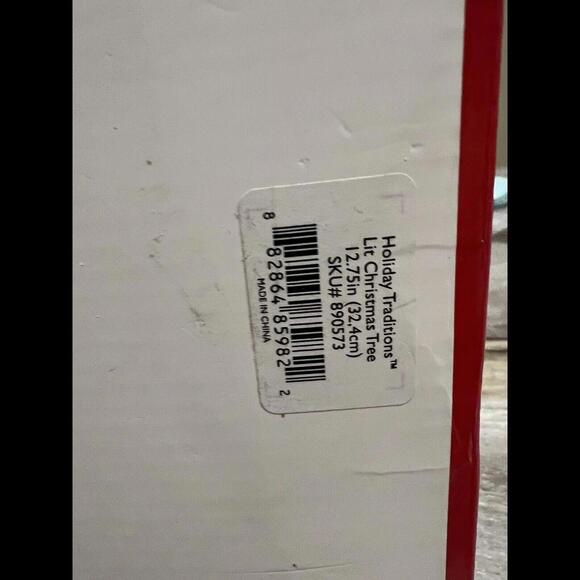 Holiday Traditions™
Lit Christmas Tree
12.75in (32.4cm)
SKU# 890573
8 82864 85982 2
MADE IN CHINA